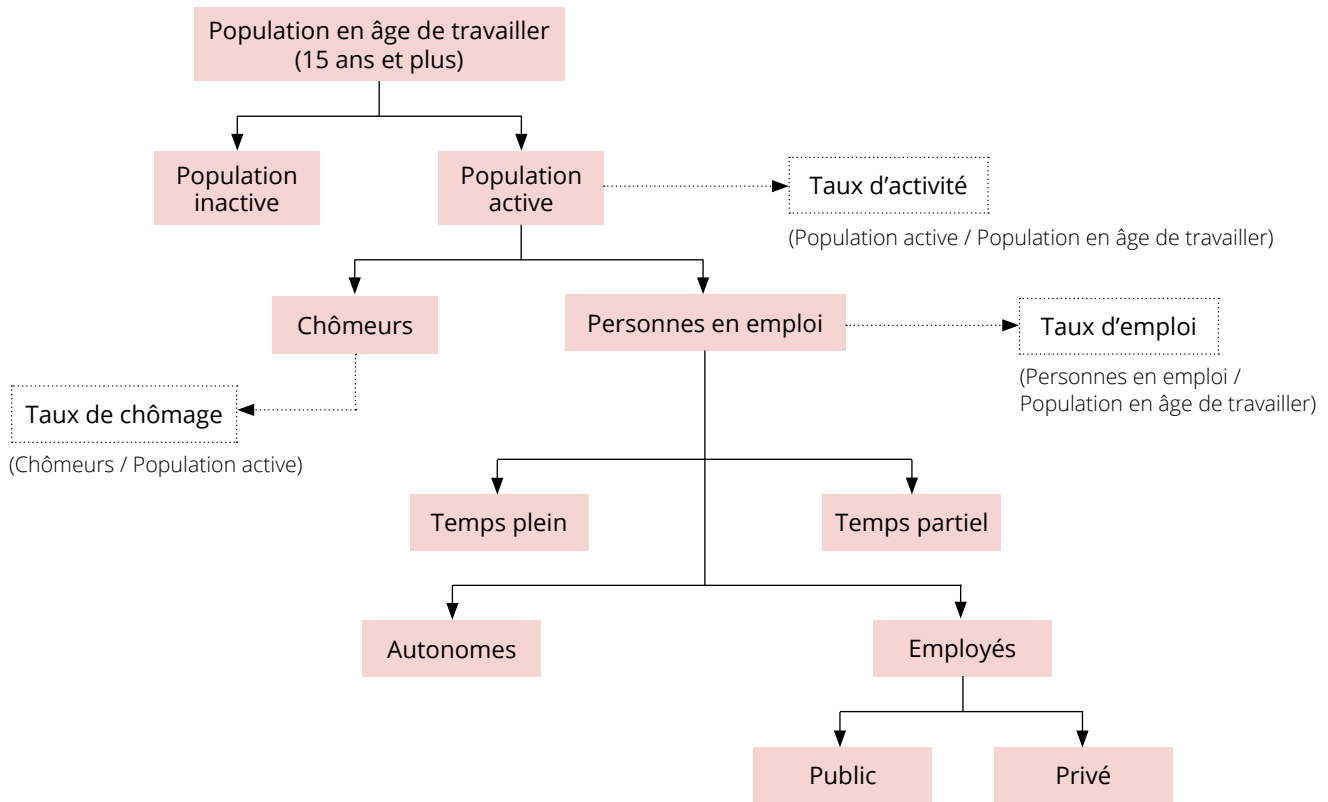 Population en âge de travailler
(15 ans et plus)
Population
inactive
Population
active
Taux d’activité
(Population active / Population en âge de travailler)
Chômeurs
Personnes en emploi
Taux d’emploi
(Personnes en emploi /
Population en âge de travailler)
Taux de chômage
(Chômeurs / Population active)
Temps plein
Temps partiel
Autonomes
Employés
Public
Privé